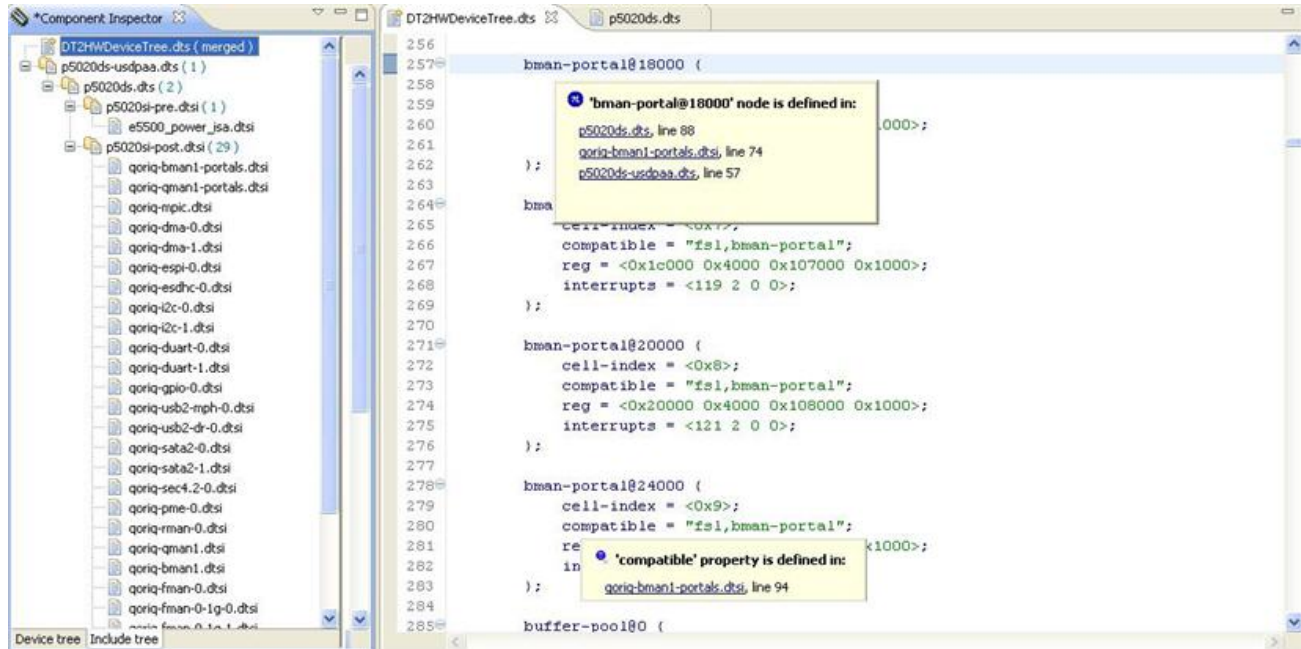 *Component Inspector
DT2HWDeviceTree.dts ( merged )
p5020ds-usdpaa.dts ( 1 )
p5020ds.dts ( 2 )
p5020si-pre.dtsi ( 1 )
e5500_power_isa.dtsi
p5020si-post.dtsi ( 29 )
qoriq-bman1-portals.dtsi
qoriq-qman1-portals.dtsi
qoriq-mpic.dtsi
qoriq-dma-0.dtsi
qoriq-dma-1.dtsi
qoriq-espi-0.dtsi
qoriq-esdhc-0.dtsi
qoriq-i2c-0.dtsi
qoriq-i2c-1.dtsi
qoriq-duart-0.dtsi
qoriq-duart-1.dtsi
qoriq-gpio-0.dtsi
qoriq-usb2-mph-0.dtsi
qoriq-usb2-dr-0.dtsi
qoriq-sata2-0.dtsi
qoriq-sata2-1.dtsi
qoriq-sec4.2-0.dtsi
qoriq-pme-0.dtsi
qoriq-rman-0.dtsi
qoriq-qman1.dtsi
qoriq-bman1.dtsi
qoriq-fman-0.dtsi
qoriq-fman-0-1g-0.dtsi
Device tree Include tree
DT2HWDeviceTree.dts p5020ds.dts
256
257 bman-portal@18000 {
258
259
260 .000>;
261
262 };
263
264 bma
265 cell-index = <0x7>;
266 compatible = "fsl,bman-portal";
267 reg = <0x1c000 0x4000 0x107000 0x1000>;
268 interrupts = <119 2 0 0>;
269 };
270
271 bman-portal@20000 {
272 cell-index = <0x8>;
273 compatible = "fsl,bman-portal";
274 reg = <0x20000 0x4000 0x108000 0x1000>;
275 interrupts = <121 2 0 0>;
276 };
277
278 bman-portal@24000 {
279 cell-index = <0x9>;
280 compatible = "fsl,bman-portal";
281 re x1000>;
282 in
283 };
284
285 buffer-pool@0 {
'bman-portal@18000' node is defined in:
p5020ds.dts, line 88
qoriq-bman1-portals.dtsi, line 74
p5020ds-usdpaa.dts, line 57
'compatible' property is defined in:
qoriq-bman1-portals.dtsi, line 94